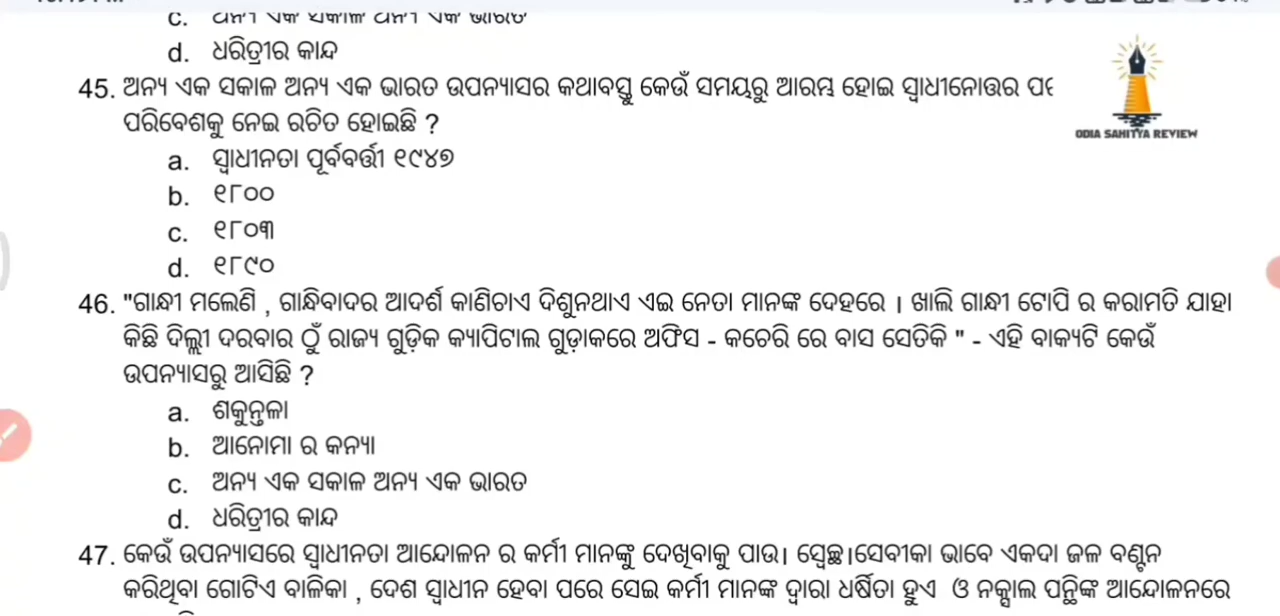 d. ଧରିତ୍ରୀର କାନ୍ଦ
45. ଅନ୍ୟ ଏକ ସକାଳ ଅନ୍ୟ ଏକ ଭାରତ ଉପନ୍ୟାସର କଥାବସ୍ତୁ କେଉଁ ସମୟରୁ ଆରମ୍ଭ ହୋଇ ସ୍ୱାଧୀନୋତ୍ତର
ପରିବେଶକୁ ନେଇ ରଚିତ ହୋଇଛି ?
a. ସ୍ୱାଧୀନତା ପୂର୍ବବର୍ତ୍ତୀ ୧୯୪୭
b. ୧୮୦୦
c. ୧୮୦୩
d. ୧୮୯୦
ODIA SAHITYA REVIEW
46. "ଗାନ୍ଧୀ ମଲେଣି , ଗାନ୍ଧିବାଦର ଆଦର୍ଶ କାଣିଚାଏ ଦିଶୁନଥାଏ ଏଇ ନେତା ମାନଙ୍କ ଦେହରେ । ଖାଲି ଗାନ୍ଧୀ ଟୋପି ର କରାମତି ଯାହା
କିଛି ଦିଲ୍ଲୀ ଦରବାର ଠୁଁ ରାଜ୍ୟ ଗୁଡ଼ିକ କ୍ୟାପିଟାଲ ଗୁଡ଼ାକରେ ଅଫିସ - କଚେରି ରେ ବାସ ସେତିକି " - ଏହି ବାକ୍ୟଟି କେଉଁ
ଉପନ୍ୟାସରୁ ଆସିଛି ?
a. ଶକୁନ୍ତଳା
b. ଆନୋମା ର କନ୍ୟା
c. ଅନ୍ୟ ଏକ ସକାଳ ଅନ୍ୟ ଏକ ଭାରତ
d. ଧରିତ୍ରୀର କାନ୍ଦ
47. କେଉଁ ଉପନ୍ୟାସରେ ସ୍ୱାଧୀନତା ଆନ୍ଦୋଳନ ର କର୍ମୀ ମାନଙ୍କୁ ଦେଖିବାକୁ ପାଉ। ସ୍ୱେଚ୍ଛାସେବୀକା ଭାବେ ଏକଦା ଜଳ ବଣ୍ଟନ
କରିଥିବା ଗୋଟିଏ ବାଳିକା , ଦେଶ ସ୍ୱାଧୀନ ହେବା ପରେ ସେଇ କର୍ମୀ ମାନଙ୍କ ଦ୍ୱାରା ଧର୍ଷିତା ହୁଏ ଓ ନକ୍ସାଲ ପନ୍ଥିଙ୍କ ଆନ୍ଦୋଳନରେ